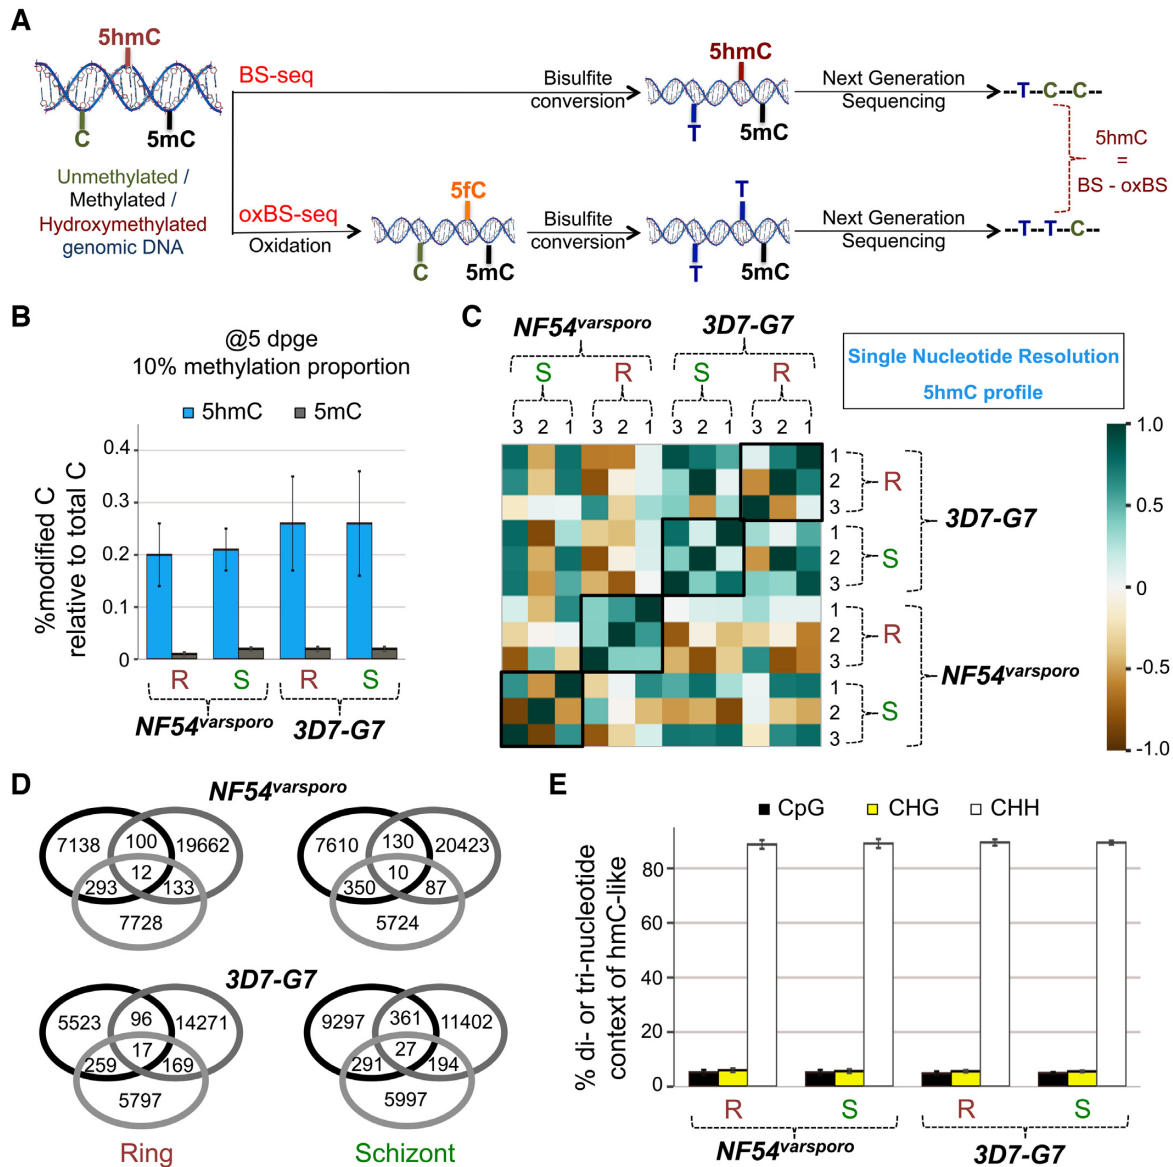 A
5hmC
C
5mC
Unmethylated /
Methylated /
Hydroxymethylated
genomic DNA
BS-seq
Bisulfite
conversion
5hmC
T
5mC
Next Generation
Sequencing
--T--C--C--
5hmC
=
BS - oxBS
oxBS-seq
Oxidation
5fC
C
5mC
Bisulfite
conversion
T
T
5mC
Next Generation
Sequencing
--T--T--C--
B
@5 dpge
10% methylation proportion
5hmC 5mC
%modified C
relative to total C
0.4
0.3
0.2
0.1
0
R S R S
NF54varsporo 3D7-G7
C
NF54varsporo 3D7-G7
S R S R
3 2 1 3 2 1 3 2 1 3 2 1
Single Nucleotide Resolution
5hmC profile
1
2 R
3
3D7-G7
1
2 S
3
1
2 R
3
NF54varsporo
1
2 S
3
1.0
0.5
0
-0.5
-1.0
D
NF54varsporo
7138 100 19662
12
293 133
7728
7610 130 20423
10
350 87
5724
3D7-G7
5523 96 14271
17
259 169
5797
9297 361 11402
27
291 194
5997
Ring Schizont
E
CpG CHG CHH
% di- or tri-nucleotide
context of hmC-like
80
60
40
20
0
R S R S
NF54varsporo 3D7-G7